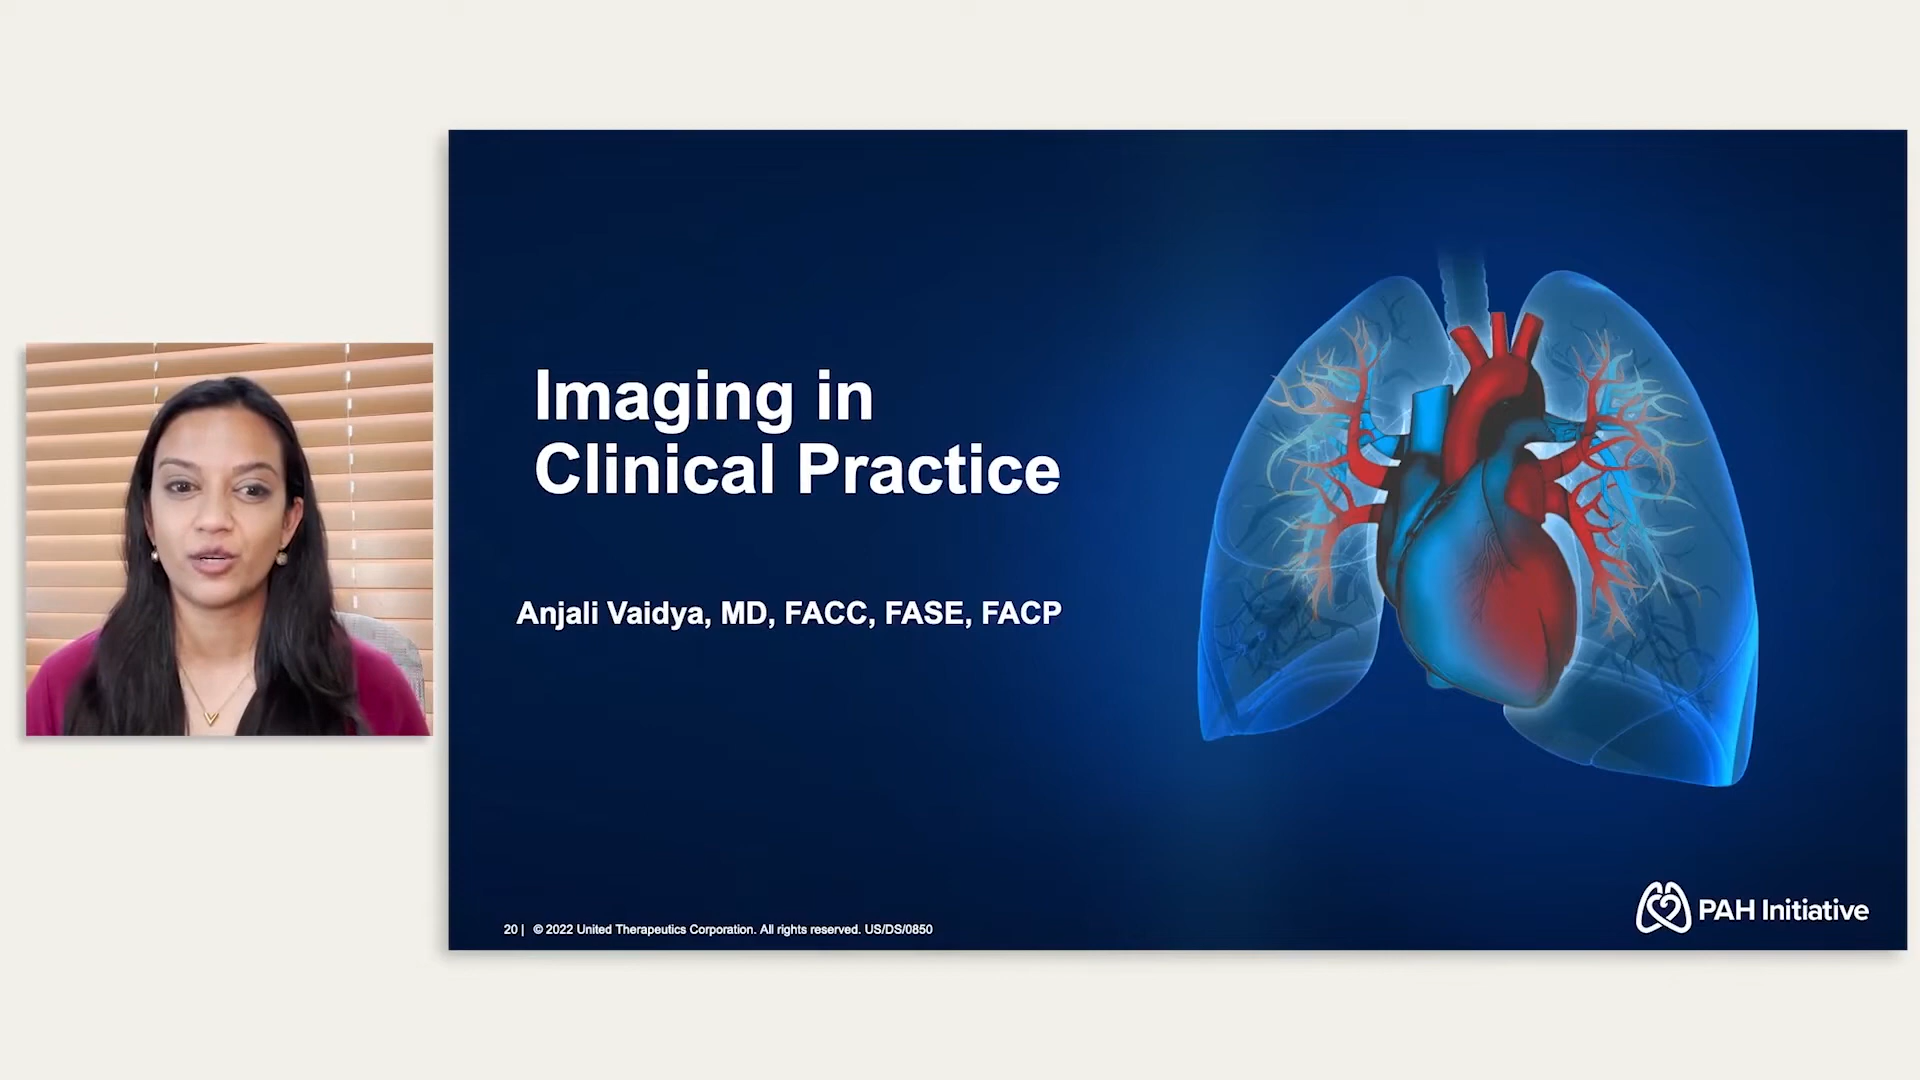 Imaging in
Clinical Practice
Anjali Vaidya, MD, FACC, FASE, FACP
20 | © 2022 United Therapeutics Corporation. All rights reserved. US/DS/0850
PAH Initiative